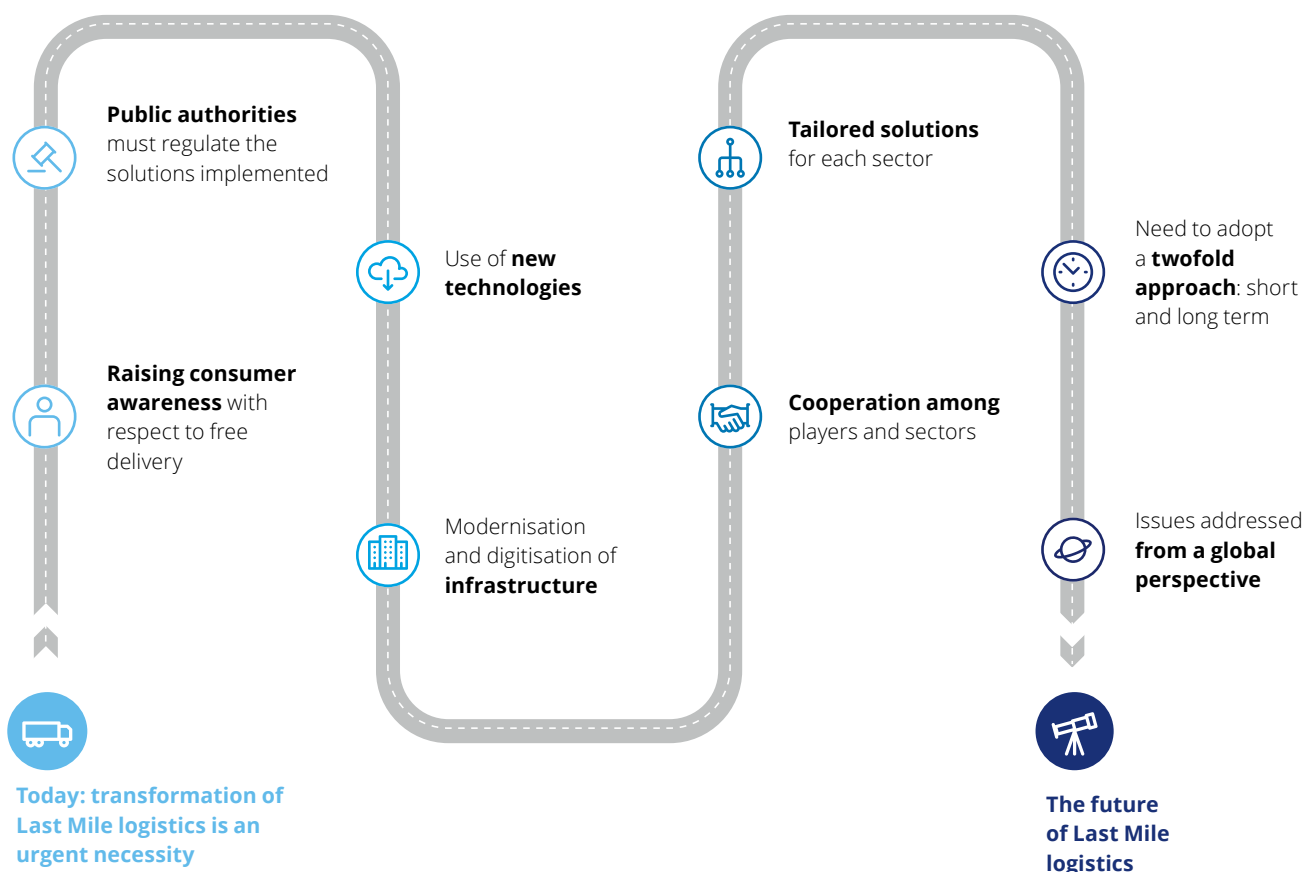 Public authorities
must regulate the
solutions implemented
Raising consumer
awareness with
respect to free
delivery
Use of new
technologies
Modernisation
and digitisation of
infrastructure
Tailored solutions
for each sector
Cooperation among
players and sectors
Need to adopt
a twofold
approach: short
and long term
Issues addressed
from a global
perspective
Today: transformation of
Last Mile logistics is an
urgent necessity
The future
of Last Mile
logistics